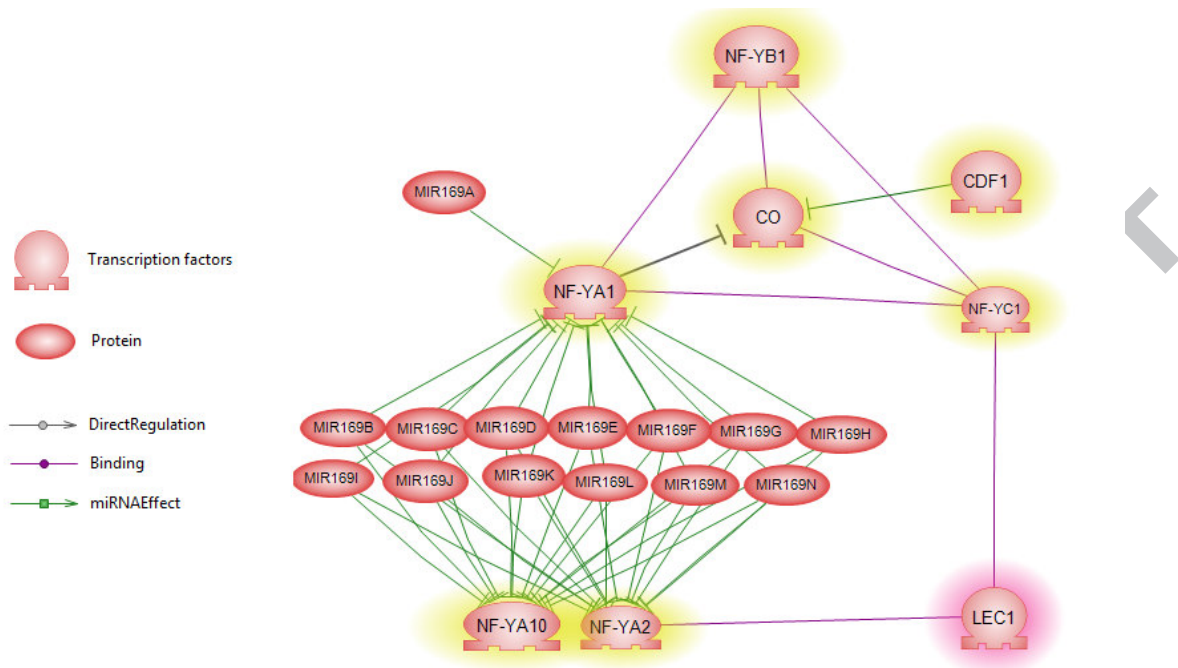 NF-YB1
CDF1
MIR169A
CO
Transcription factors
NF-YA1
NF-YC1
Protein
MIR169B MIR169C MIR169D MIR169E MIR169F MIR169G MIR169H
DirectRegulation
Binding
MIR169I MIR169J MIR169K MIR169L MIR169M MIR169N
miRNAEffect
NF-YA10 NF-YA2 LEC1